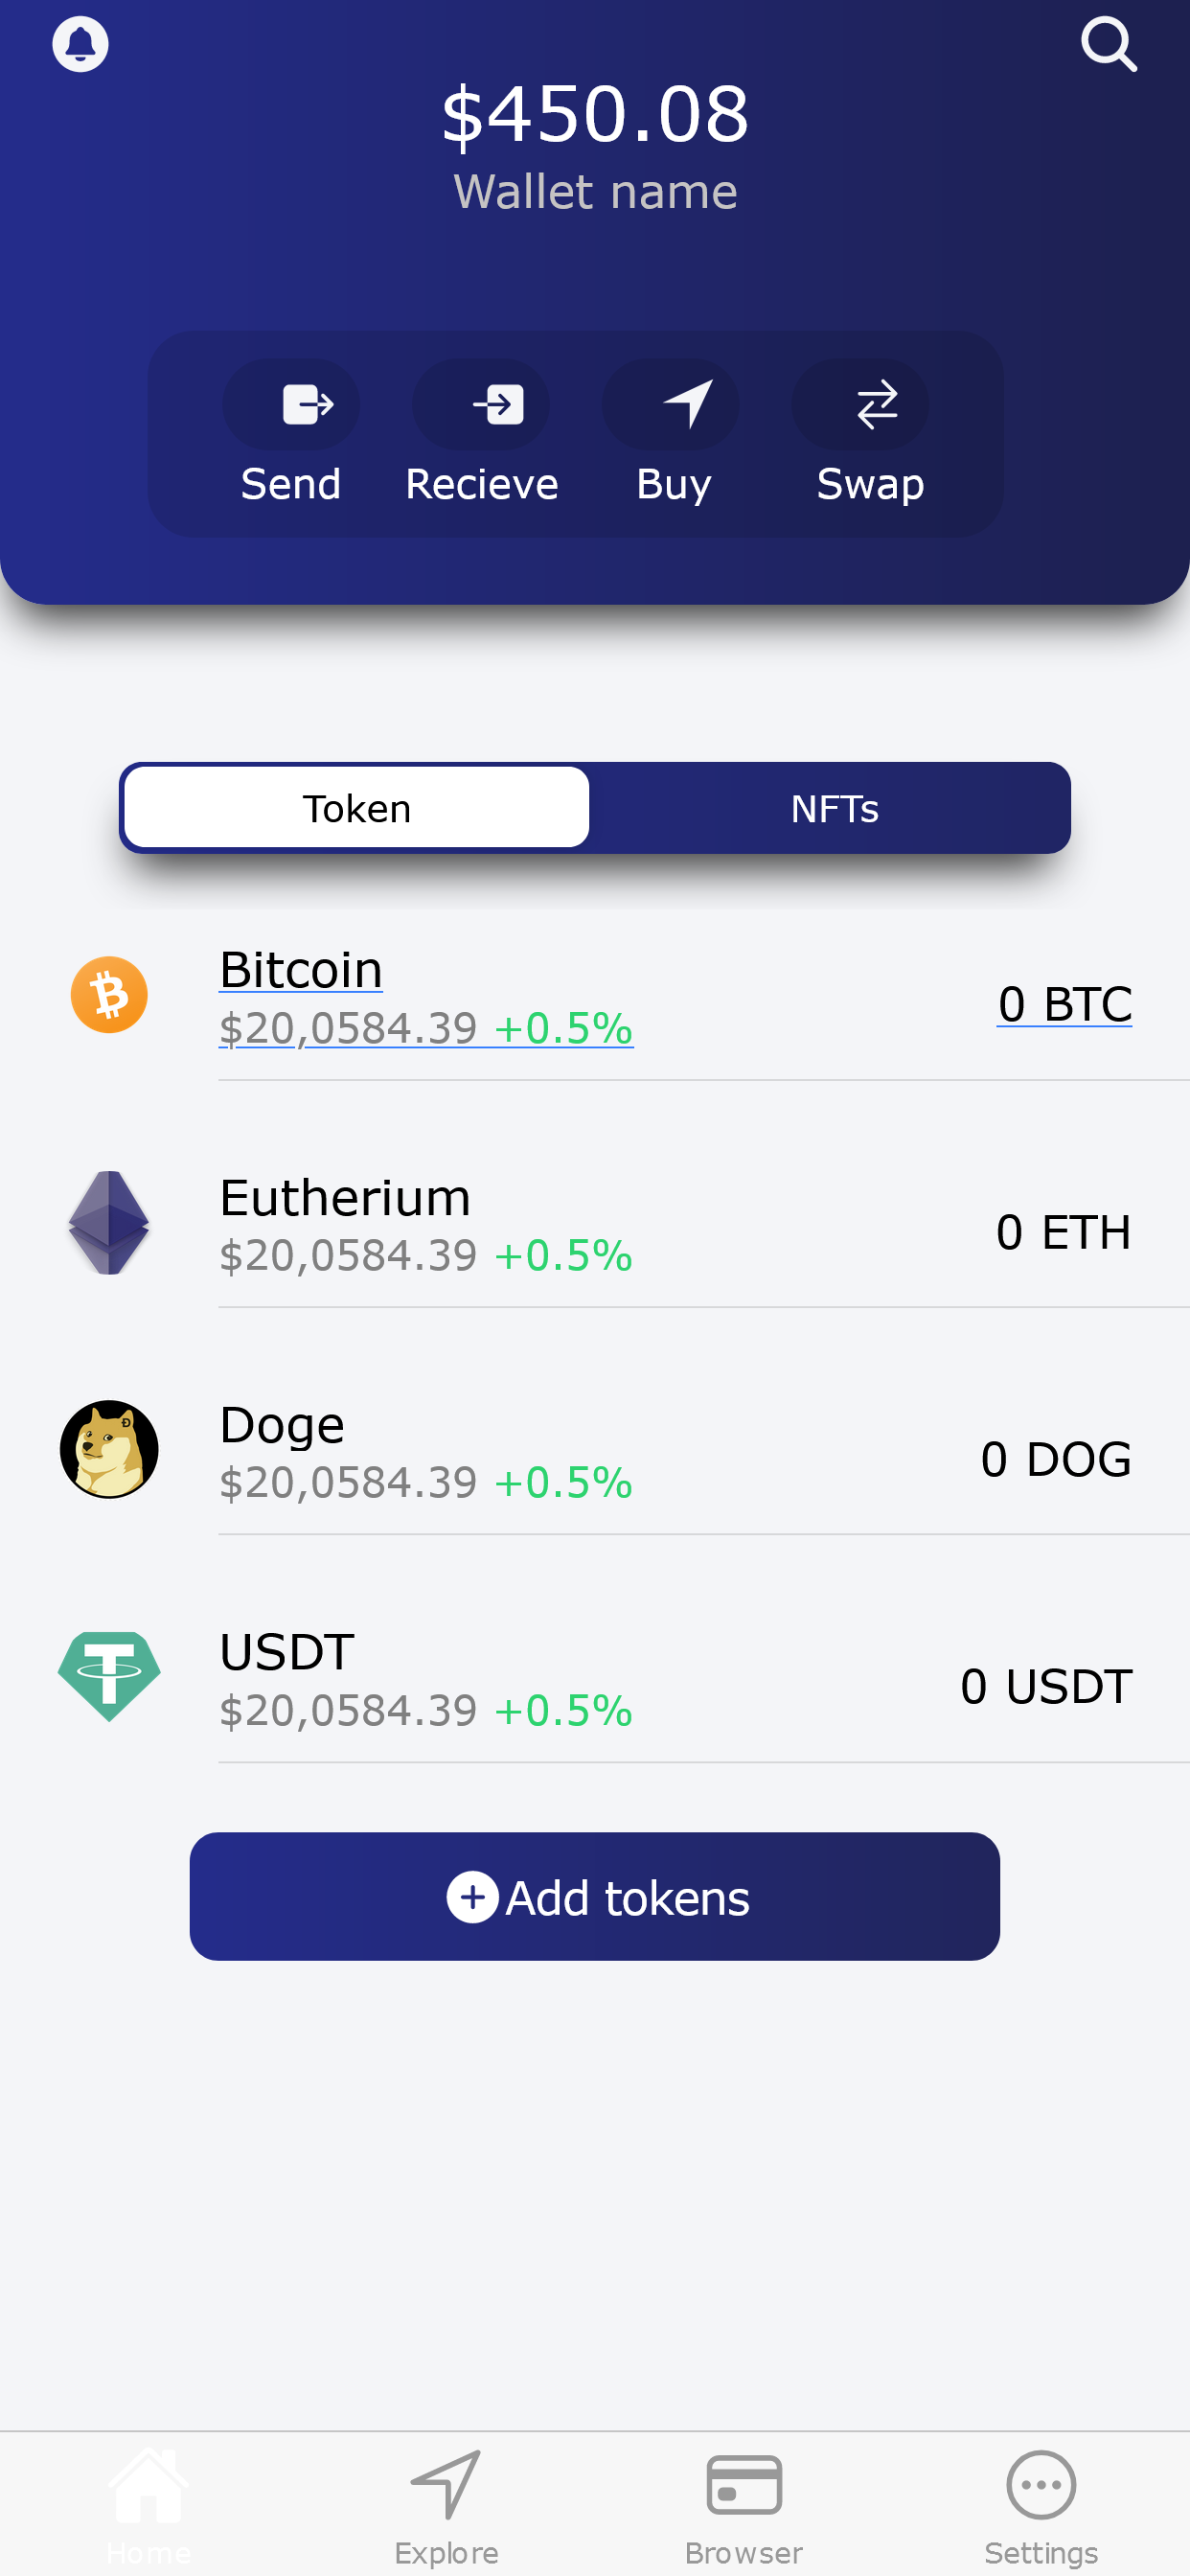 $450.08
Wallet name
Send Recieve Buy Swap
Token NFTs
Bitcoin
$20,0584.39 +0.5%
0 BTC
Eutherium
$20,0584.39 +0.5%
0 ETH
Doge
$20,0584.39 +0.5%
0 DOG
USDT
$20,0584.39 +0.5%
0 USDT
Add tokens
Home Explore Browser Settings